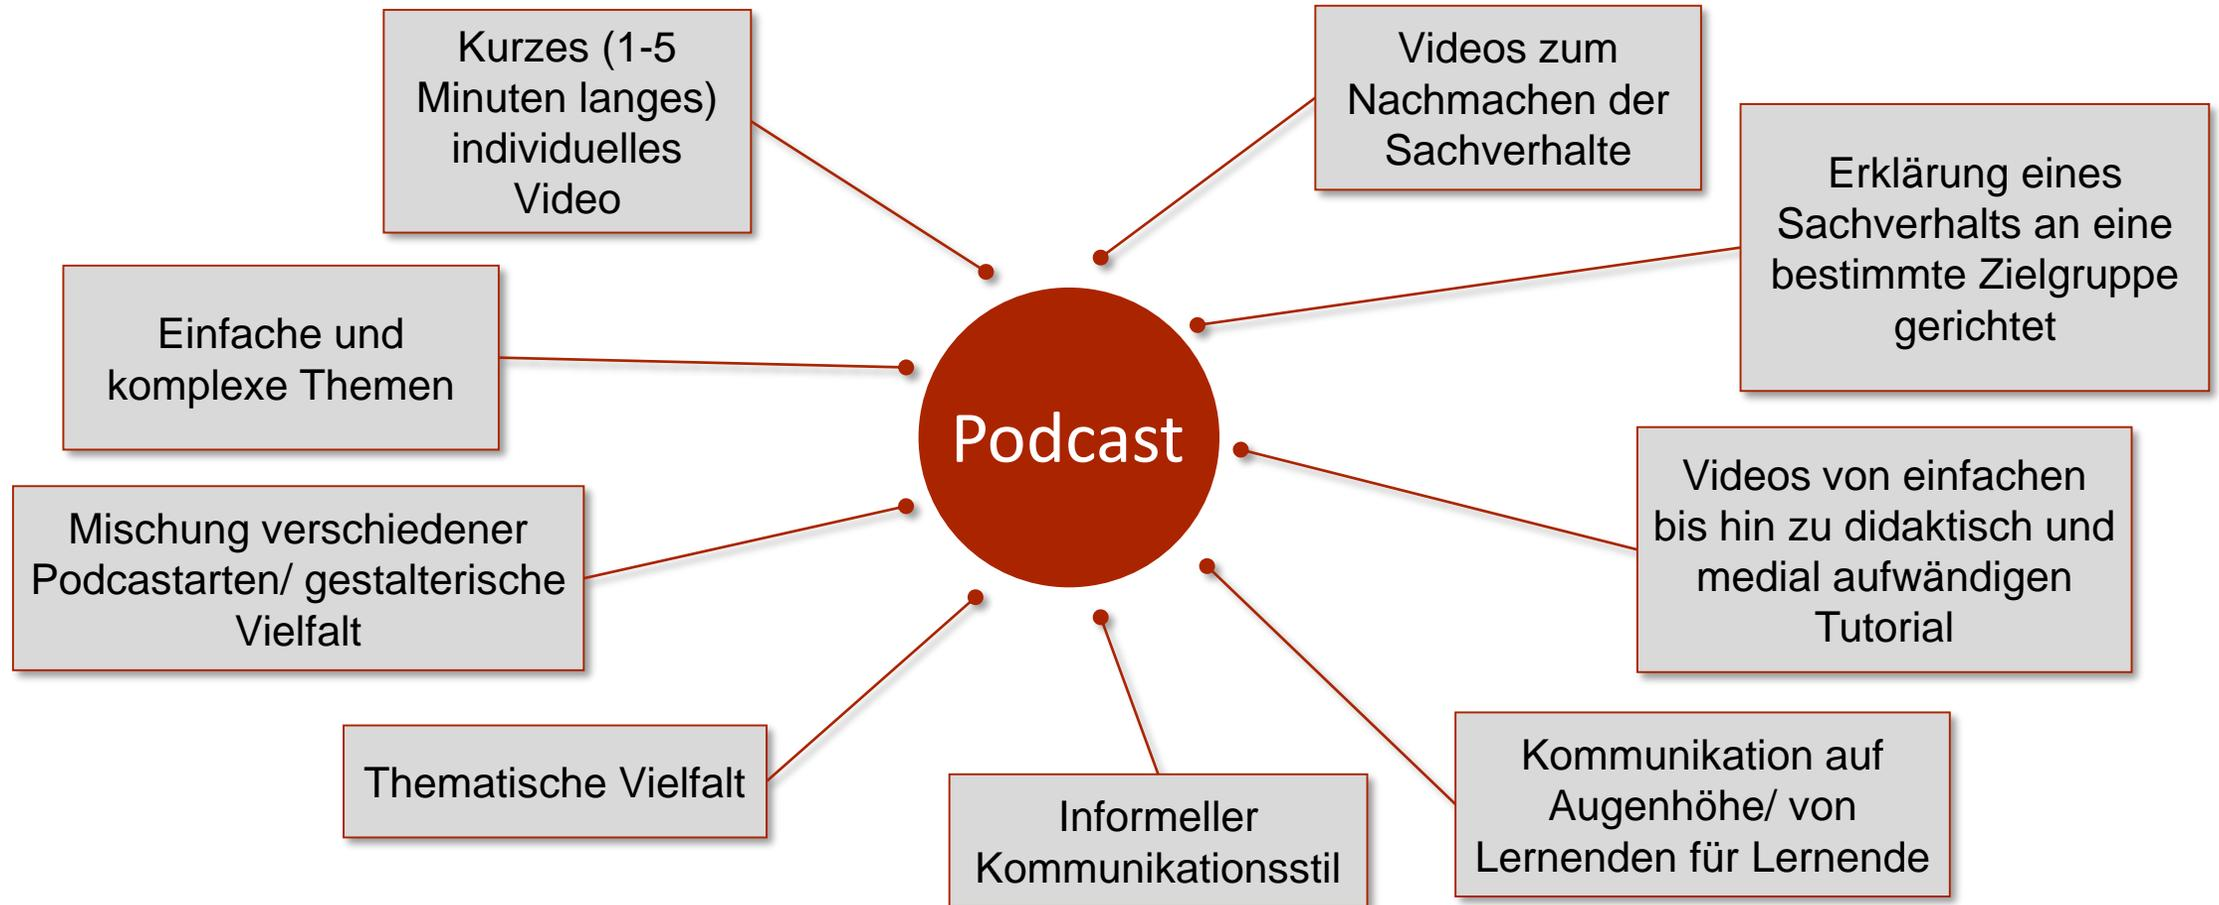 Kurzes (1-5
Minuten langes)
individuelles
Video
Videos zum
Nachmachen der
Sachverhalte
Erklärung eines
Sachverhalts an eine
bestimmte Zielgruppe
gerichtet
Einfache und
komplexe Themen
Podcast
Videos von einfachen
bis hin zu didaktisch und
medial aufwändigen
Tutorial
Mischung verschiedener
Podcastarten/ gestalterische
Vielfalt
Thematische Vielfalt
Informeller
Kommunikationsstil
Kommunikation auf
Augenhöhe/ von
Lernenden für Lernende